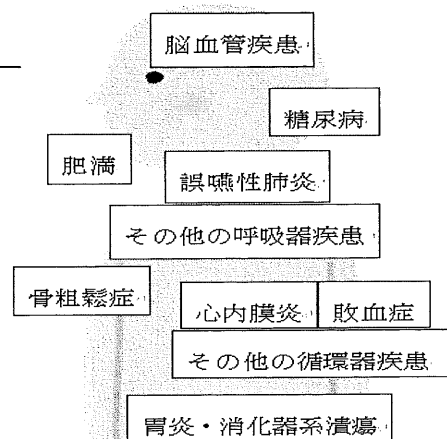 脳血管疾患
糖尿病
肥満
誤嚥性肺炎
その他の呼吸器疾患
骨粗鬆症
心内膜炎 敗血症
その他の循環器疾患
胃炎・消化器系潰瘍